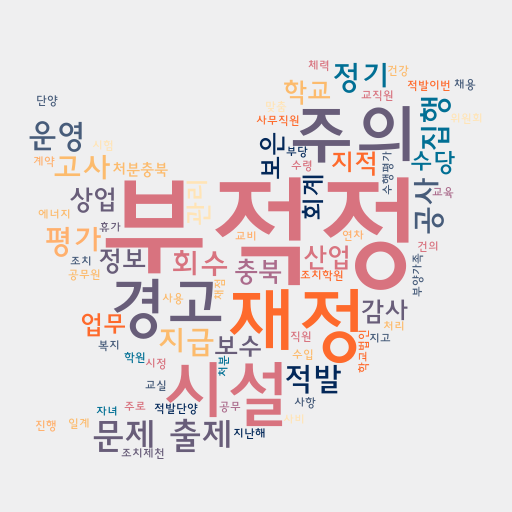 체력
건강
정기
교직원
적발이번
채용
학교
단양
주의
집행
사무직원
운영
보은
부당
지적
수당
고사
처분충북
수령
수행평가
공사
교육
상업
관리
회계
에너지
부적정
휴가
평가
교비
연차
건의
조치
정보
회수
충북
산업
부양가족
공무원
조치학원
경고
재정
사용
채점
감사
업무
지급
직원
처리
복지
보수
수입
지고
학교법인
학원
시정
처분
시설
적발
교실
자녀
주로
적발단양
공무
사항
진행
일계
문제 출제
지난해
조치제천
계약